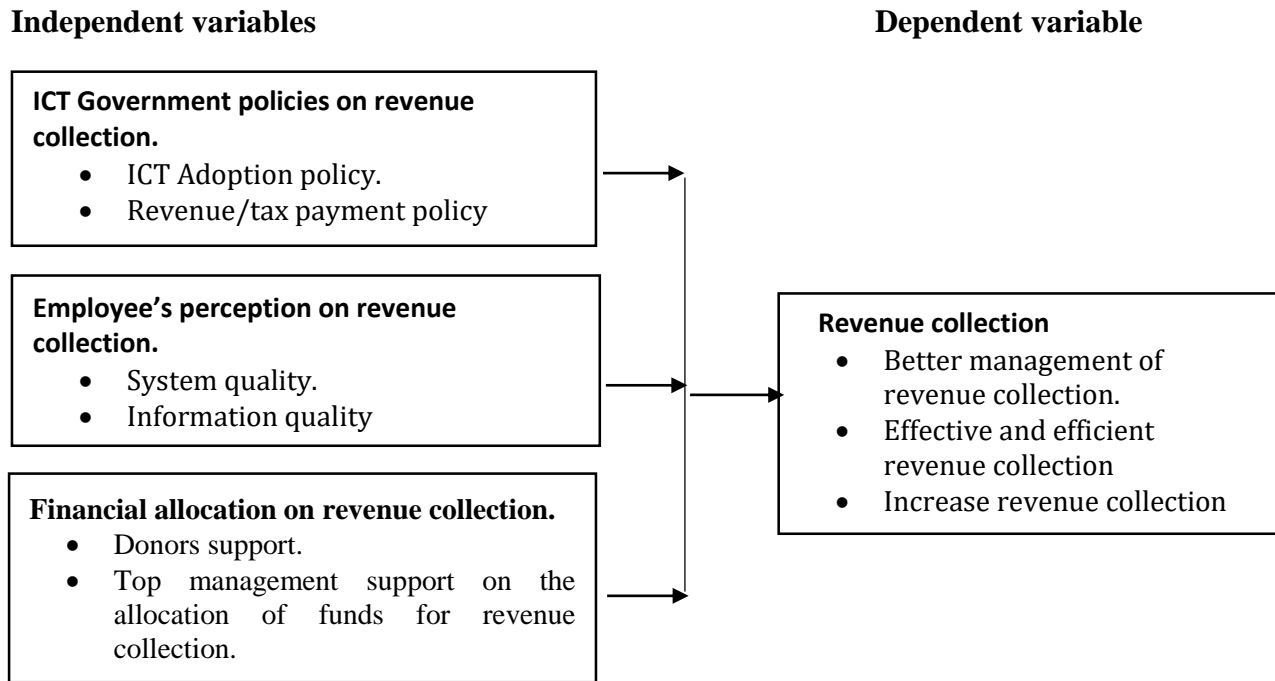 Independent variables
Dependent variable
ICT Government policies on revenue
collection.
• ICT Adoption policy.
• Revenue/tax payment policy
Employee’s perception on revenue
collection.
• System quality.
• Information quality
Financial allocation on revenue collection.
• Donors support.
• Top management support on the
allocation of funds for revenue
collection.
Revenue collection
• Better management of
revenue collection.
• Effective and efficient
revenue collection
• Increase revenue collection